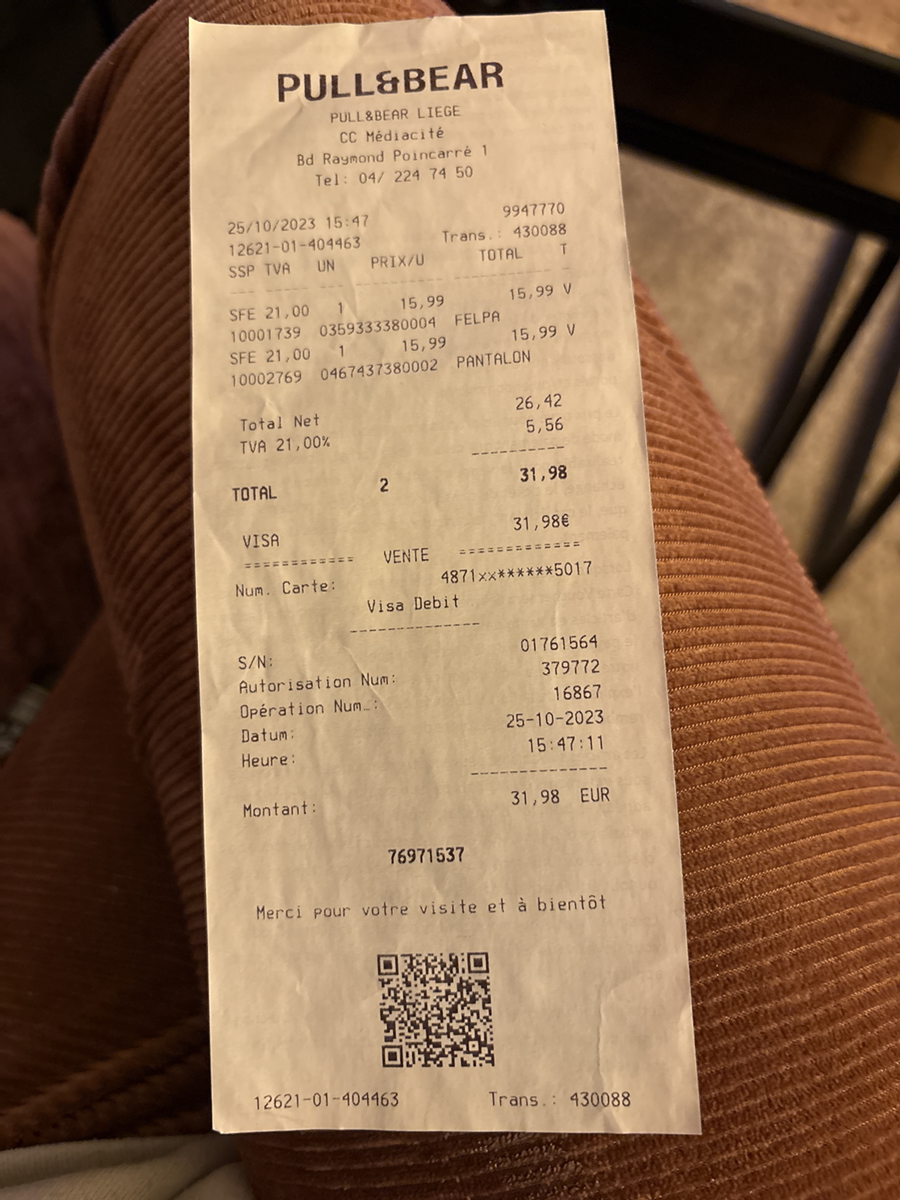 PULL&BEAR
PULL&BEAR LIEGE
CC Médiacité
Bd Raymond Poincarré 1
Tel: 04/ 224 74 50
25/10/2023 15:47 9947770
12621-01-404463 Trans.: 430088
SSP TVA UN PRIX/U TOTAL T
SFE 21,00 1 15,99 15,99 V
10001739 0359333380004 FELPA
SFE 21,00 1 15,99 15,99 V
10002769 0467437380002 PANTALON
Total Net 26,42
TVA 21,00% 5,56
TOTAL 2 31,98
VISA 31,98€
============ VENTE =============
Num. Carte: 4871xx******5017
Visa Debit
S/N: 01761564
Autorisation Num: 379772
Opération Num.: 16867
Datum: 25-10-2023
Heure: 15:47:11
Montant: 31,98 EUR
76971537
Merci pour votre visite et à bientôt
12621-01-404463 Trans.: 430088